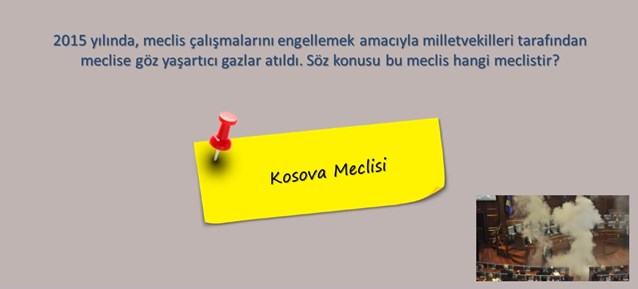 2015 yılında, meclis çalışmalarını engellemek amacıyla milletvekilleri tarafından
meclise göz yaşartıcı gazlar atıldı. Söz konusu bu meclis hangi meclistir?
Kosova Meclisi